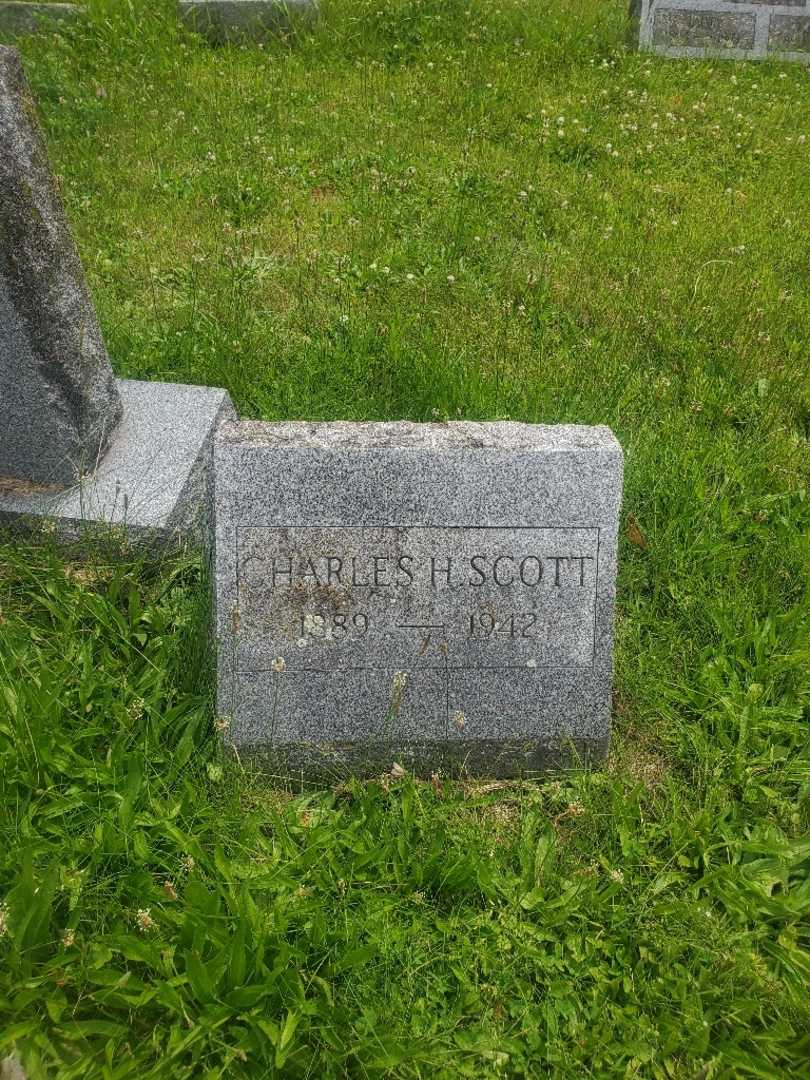 CHARLES H. SCOTT
1889 — 1942